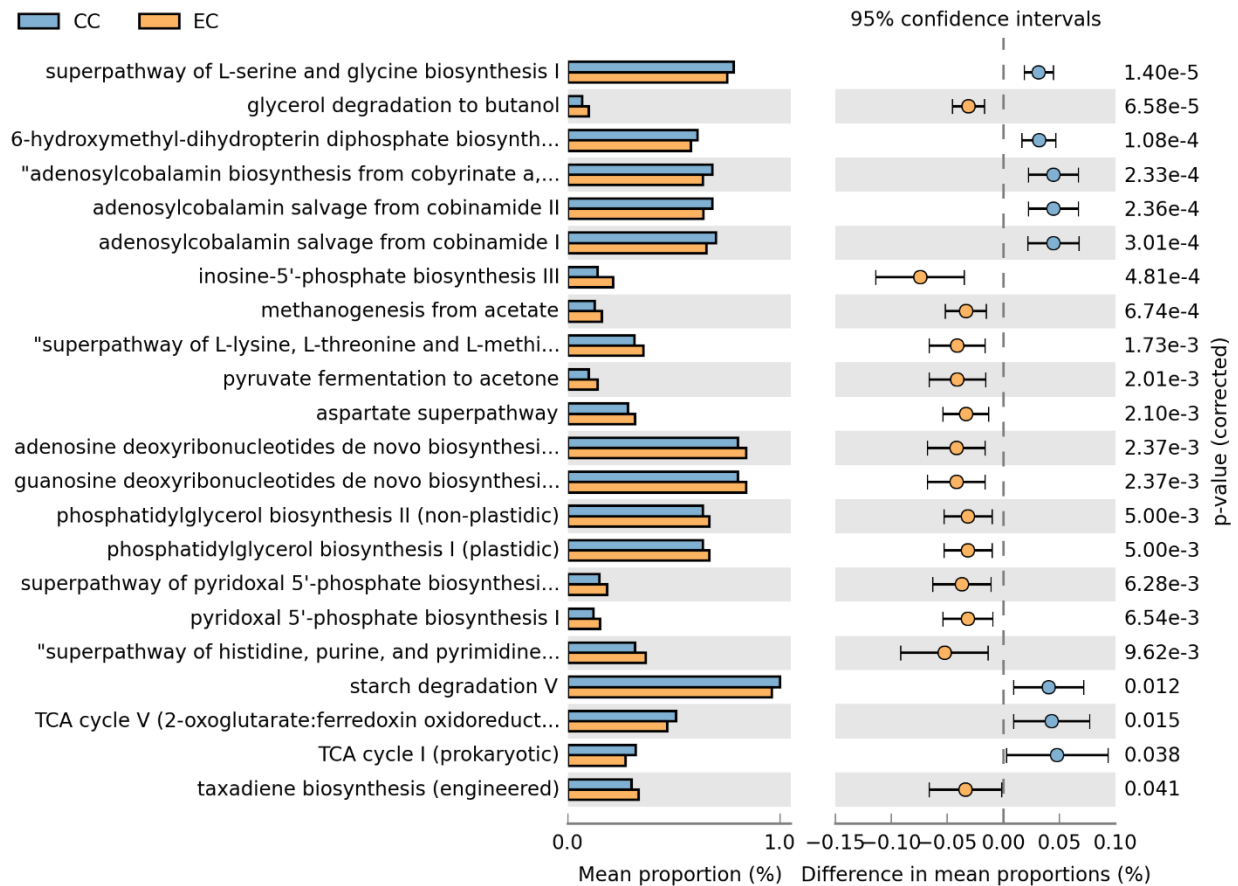 CC EC 95% confidence intervals
superpathway of L-serine and glycine biosynthesis I 1.40e-5
glycerol degradation to butanol 6.58e-5
6-hydroxymethyl-dihydropterin diphosphate biosynth... 1.08e-4
"adenosylcobalamin biosynthesis from cobyrinate a,... 2.33e-4
adenosylcobalamin salvage from cobinamide II 2.36e-4
adenosylcobalamin salvage from cobinamide I 3.01e-4
inosine-5'-phosphate biosynthesis III 4.81e-4
methanogenesis from acetate 6.74e-4
"superpathway of L-lysine, L-threonine and L-methi... 1.73e-3
pyruvate fermentation to acetone 2.01e-3
aspartate superpathway 2.10e-3
adenosine deoxyribonucleotides de novo biosynthesi... 2.37e-3
guanosine deoxyribonucleotides de novo biosynthesi... 2.37e-3
phosphatidylglycerol biosynthesis II (non-plastidic) 5.00e-3
phosphatidylglycerol biosynthesis I (plastidic) 5.00e-3
superpathway of pyridoxal 5'-phosphate biosynthesi... 6.28e-3
pyridoxal 5'-phosphate biosynthesis I 6.54e-3
"superpathway of histidine, purine, and pyrimidine... 9.62e-3
starch degradation V 0.012
TCA cycle V (2-oxoglutarate:ferredoxin oxidoreduct... 0.015
TCA cycle I (prokaryotic) 0.038
taxadiene biosynthesis (engineered) 0.041
p-value (corrected)
0.0 1.0 −0.15 −0.10 −0.05 0.00 0.05 0.10
Mean proportion (%) Difference in mean proportions (%)